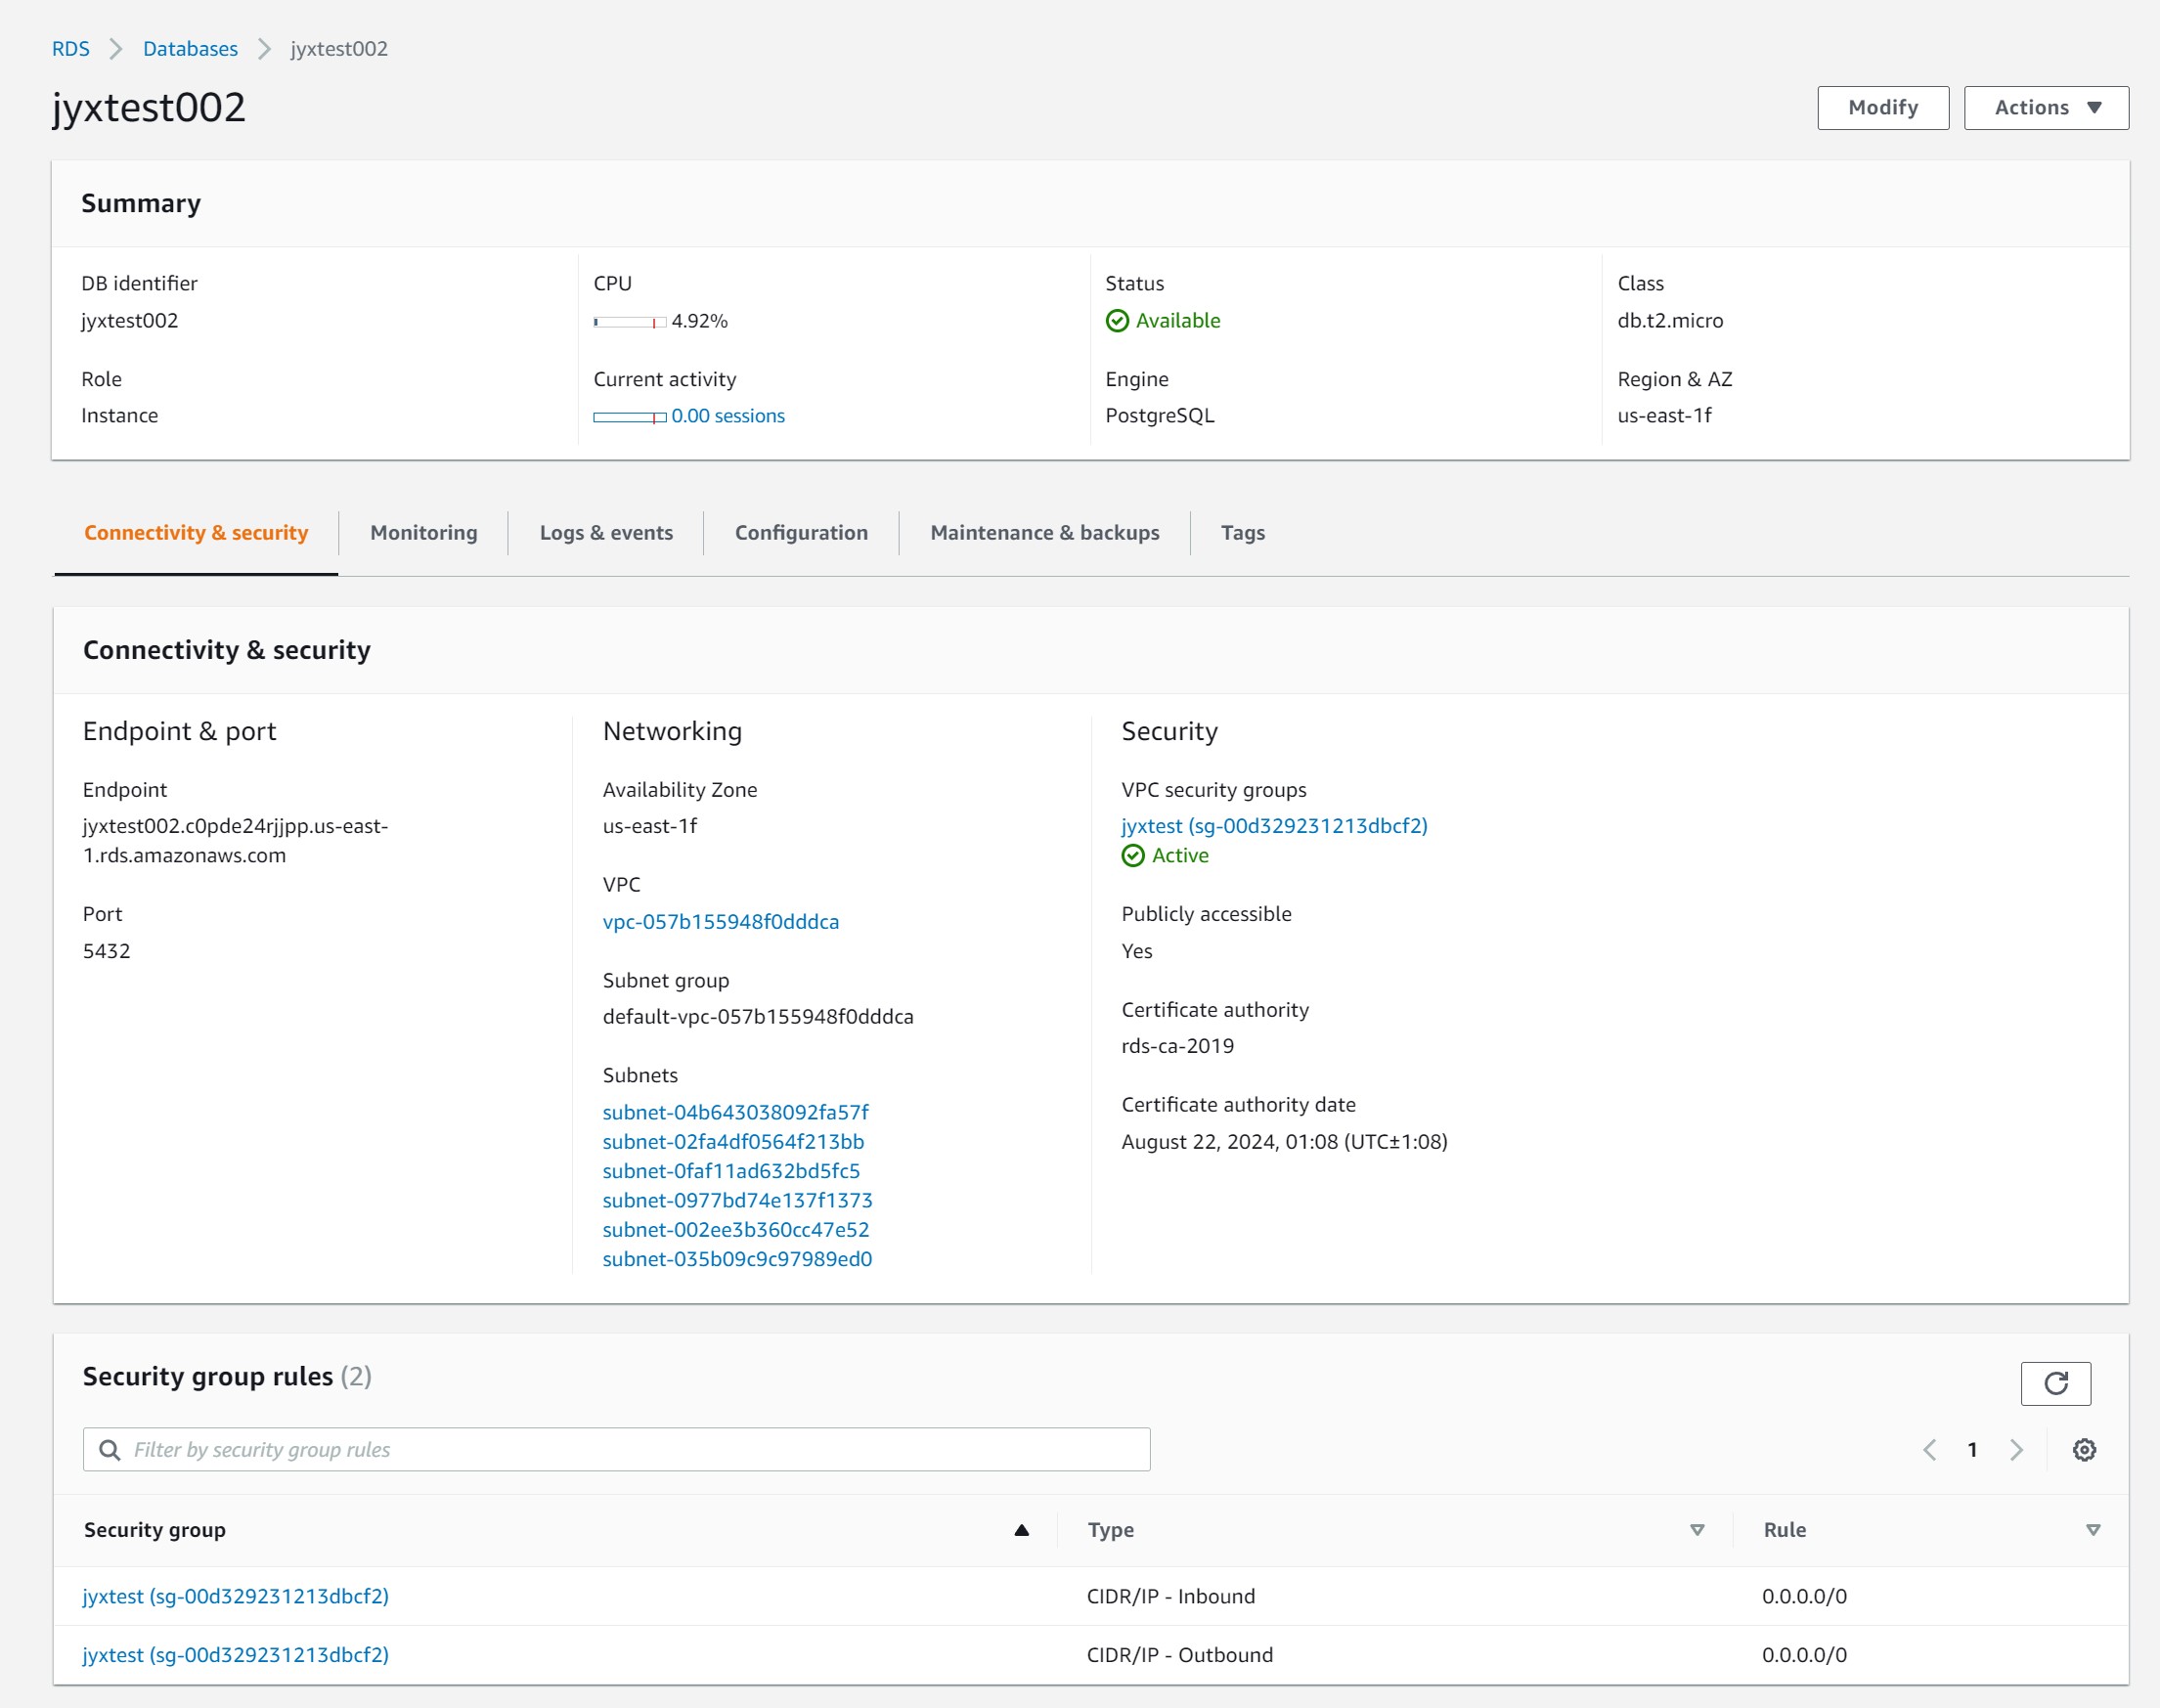 RDS
Databases
jyxtest002
jyxtest002
Modify
Actions
Summary
DB identifier
jyxtest002
CPU
4.92%
Status
Available
Class
db.t2.micro
Role
Instance
Current activity
0.00 sessions
Engine
PostgreSQL
Region & AZ
us-east-1f
Connectivity & security
Monitoring
Logs & events
Configuration
Maintenance & backups
Tags
Connectivity & security
Endpoint & port
Endpoint
jyxtest002.c0pde24rjjpp.us-east-
1.rds.amazonaws.com
Port
5432
Networking
Availability Zone
us-east-1f
VPC
vpc-057b155948f0dddca
Subnet group
default-vpc-057b155948f0dddca
Subnets
subnet-04b643038092fa57f
subnet-02fa4df0564f213bb
subnet-0faf11ad632bd5fc5
subnet-0977bd74e137f1373
subnet-002ee3b360cc47e52
subnet-035b09c9c97989ed0
Security
VPC security groups
jyxtest (sg-00d329231213dbcf2)
Active
Publicly accessible
Yes
Certificate authority
rds-ca-2019
Certificate authority date
August 22, 2024, 01:08 (UTC±1:08)
Security group rules (2)
Filter by security group rules
1
Security group
Type
Rule
jyxtest (sg-00d329231213dbcf2)
CIDR/IP - Inbound
0.0.0.0/0
jyxtest (sg-00d329231213dbcf2)
CIDR/IP - Outbound
0.0.0.0/0